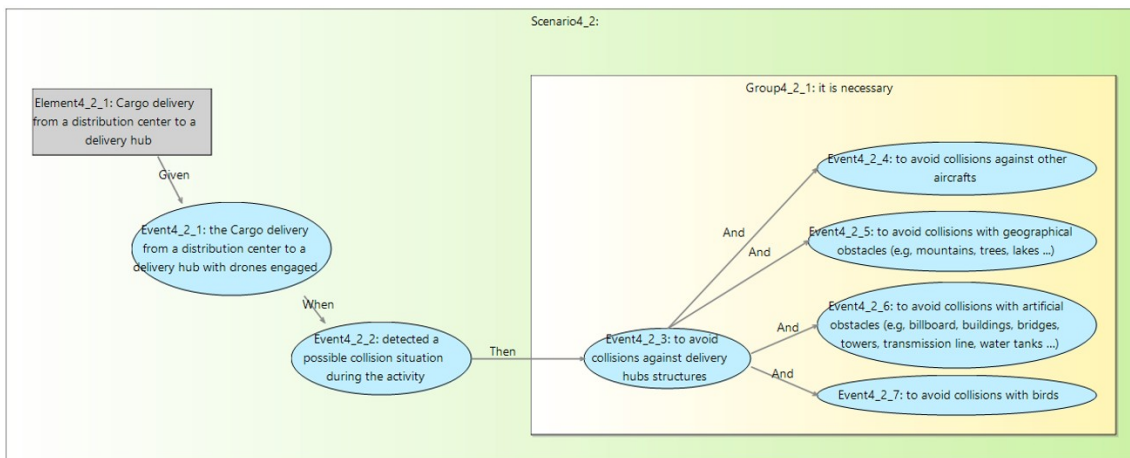 Scenario4_2:
Group4_2_1: it is necessary
Element4_2_1: Cargo delivery
from a distribution center to a
delivery hub
Given
Event4_2_1: the Cargo delivery
from a distribution center to a
delivery hub with drones engaged
When
Event4_2_2: detected a
possible collision situation
during the activity
Then
Event4_2_3: to avoid
collisions against delivery
hubs structures
And
Event4_2_4: to avoid collisions against other
aircrafts
And
Event4_2_5: to avoid collisions with geographical
obstacles (e.g, mountains, trees, lakes ...)
And
Event4_2_6: to avoid collisions with artificial
obstacles (e.g, billboard, buildings, bridges,
towers, transmission line, water tanks ...)
And
Event4_2_7: to avoid collisions with birds